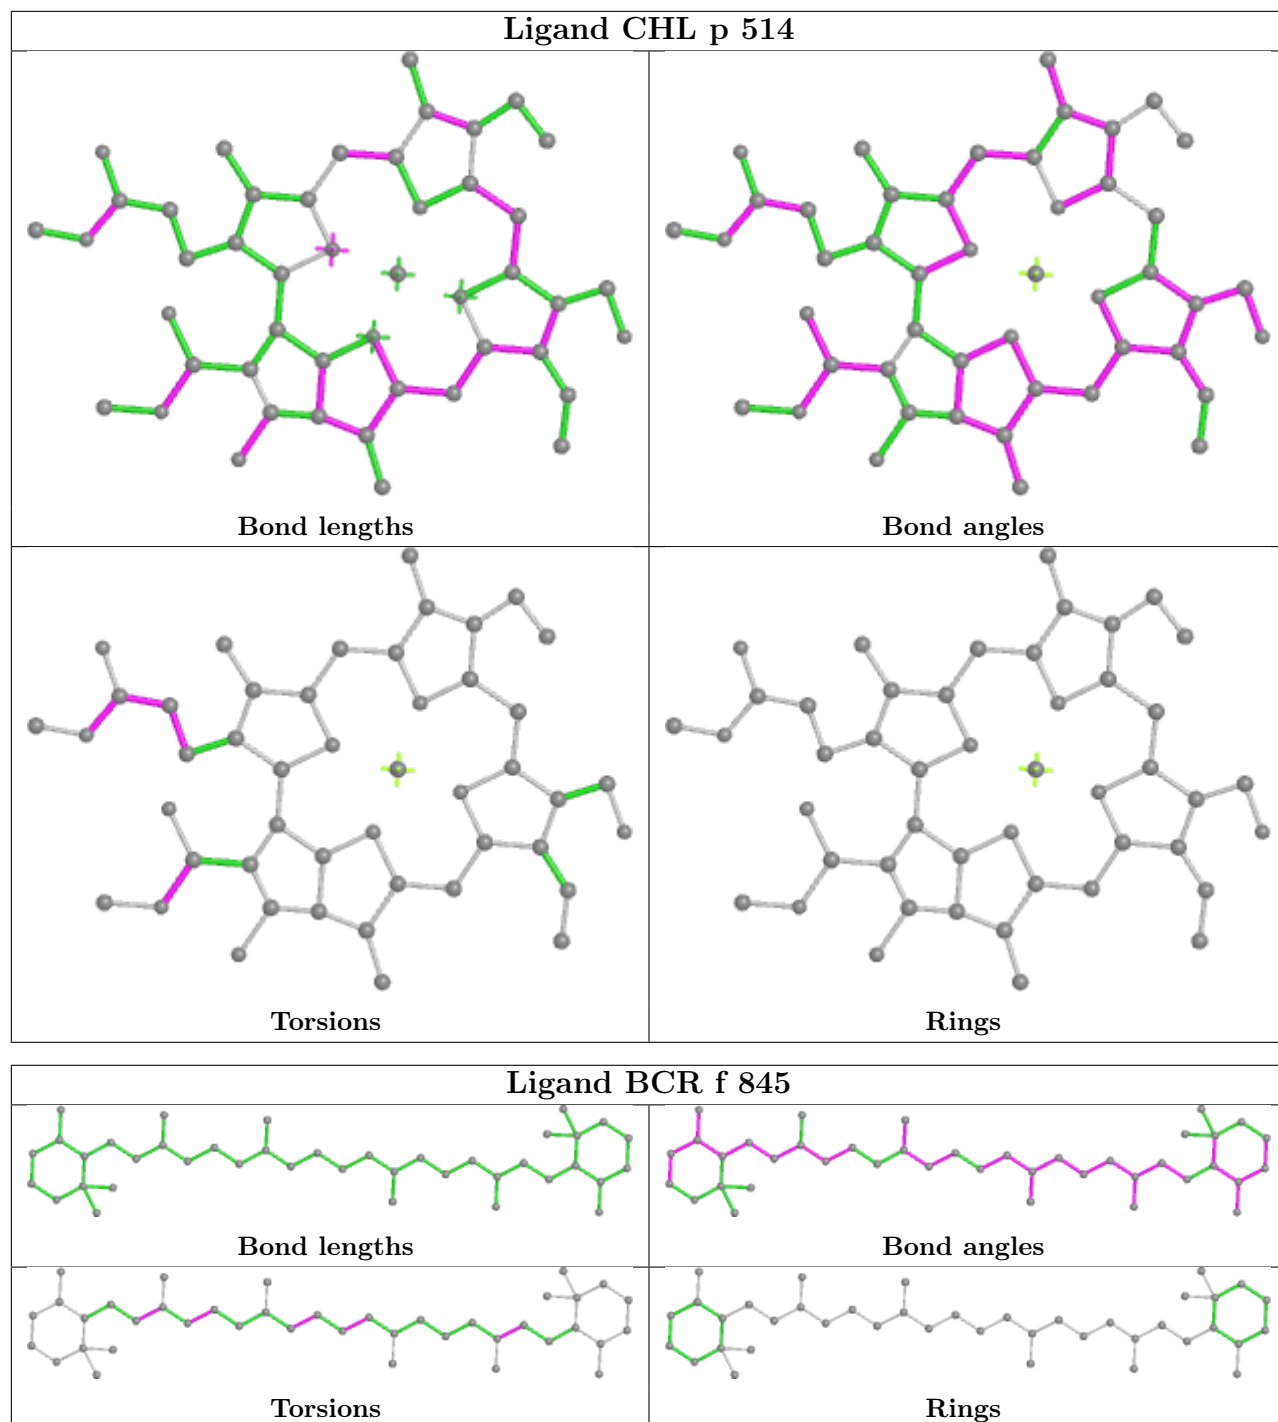 Ligand CHL p 514
Bond lengths
Bond angles
Torsions
Rings
Ligand BCR f 845
Bond lengths
Bond angles
Torsions
Rings